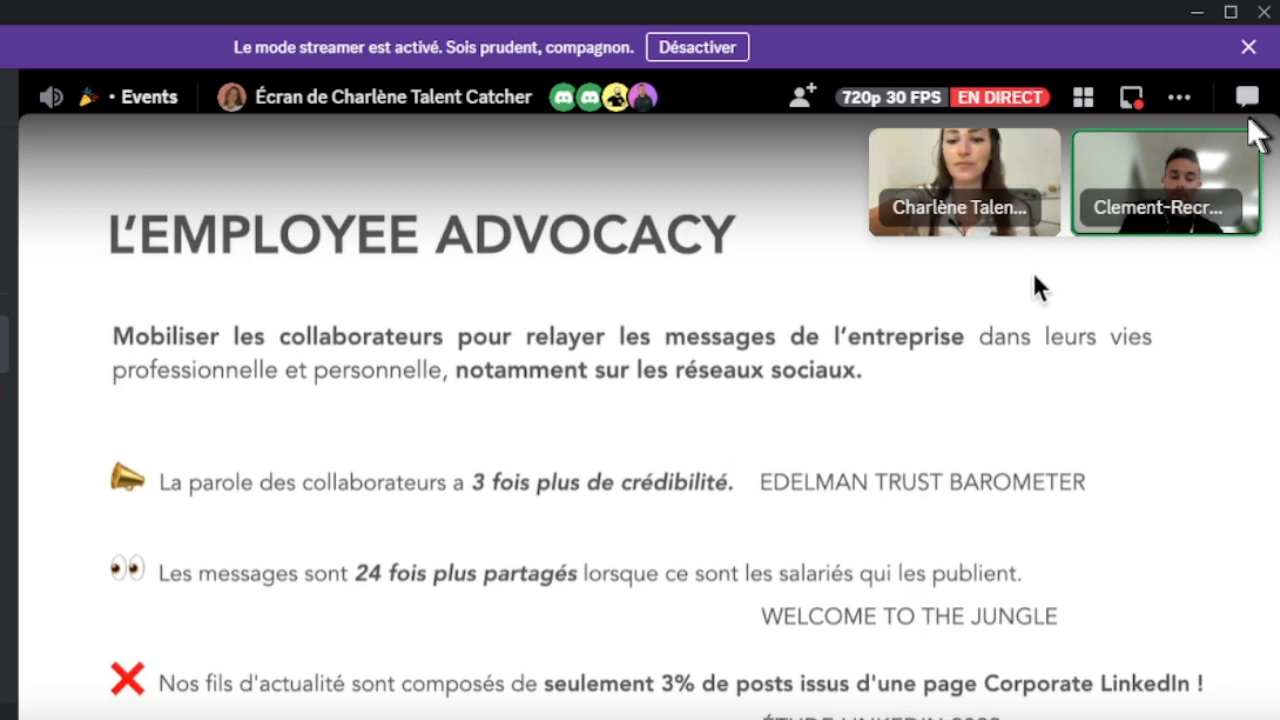 Le mode streamer est activé. Sois prudent, compagnon. Désactiver
• Events Écran de Charlène Talent Catcher 720p 30 FPS EN DIRECT
Charlène Talen... Clement-Recr...
L'EMPLOYEE ADVOCACY
Mobiliser les collaborateurs pour relayer les messages de l'entreprise dans leurs vies
professionnelle et personnelle, notamment sur les réseaux sociaux.
La parole des collaborateurs a 3 fois plus de crédibilité. EDELMAN TRUST BAROMETER
Les messages sont 24 fois plus partagés lorsque ce sont les salariés qui les publient.
WELCOME TO THE JUNGLE
Nos fils d'actualité sont composés de seulement 3% de posts issus d'une page Corporate LinkedIn !
ÉTUDE LINKEDIN